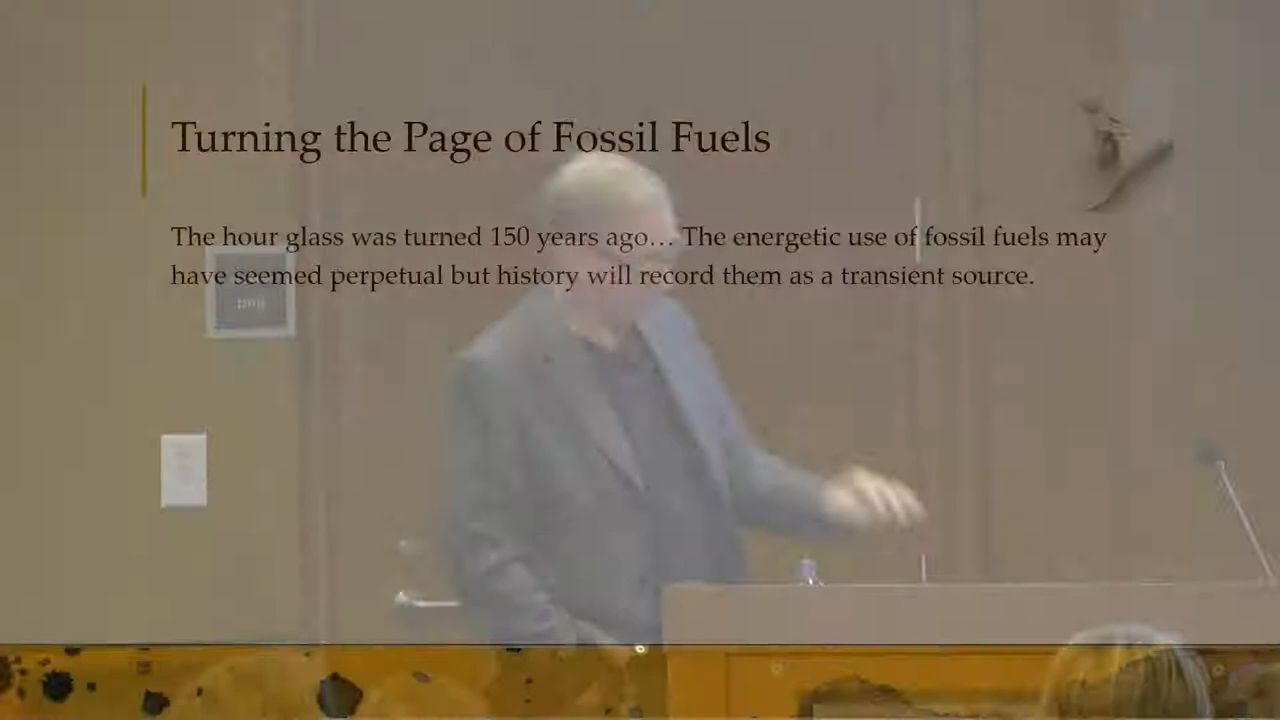 Turning the Page of Fossil Fuels
The hour glass was turned 150 years ago… The energetic use of fossil fuels may
have seemed perpetual but history will record them as a transient source.